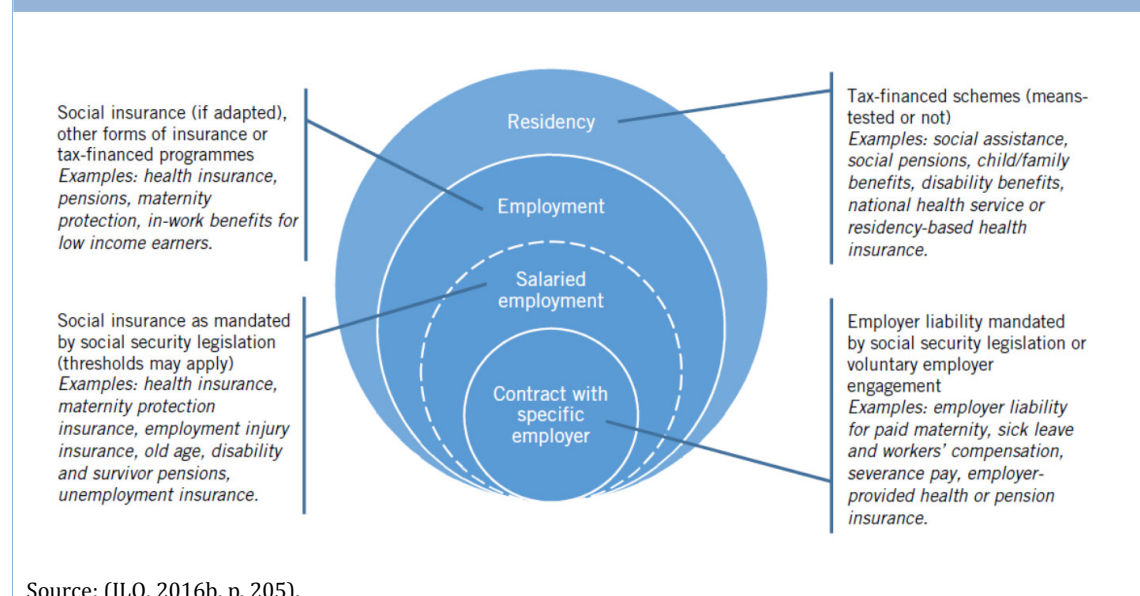 Social insurance (if adapted),
other forms of insurance or
tax-financed programmes
Examples: health insurance,
pensions, maternity
protection, in-work benefits for
low income earners.
Social insurance as mandated
by social security legislation
(thresholds may apply)
Examples: health insurance,
maternity protection
insurance, employment injury
insurance, old age, disability
and survivor pensions,
unemployment insurance.
Residency
Employment
Salaried
employment
Contract with
specific
employer
Tax-financed schemes (means-
tested or not)
Examples: social assistance,
social pensions, child/family
benefits, disability benefits,
national health service or
residency-based health
insurance.
Employer liability mandated
by social security legislation or
voluntary employer
engagement
Examples: employer liability
for paid maternity, sick leave
and workers' compensation,
severance pay, employer-
provided health or pension
insurance.
Source: (ILO, 2016b, p. 205).